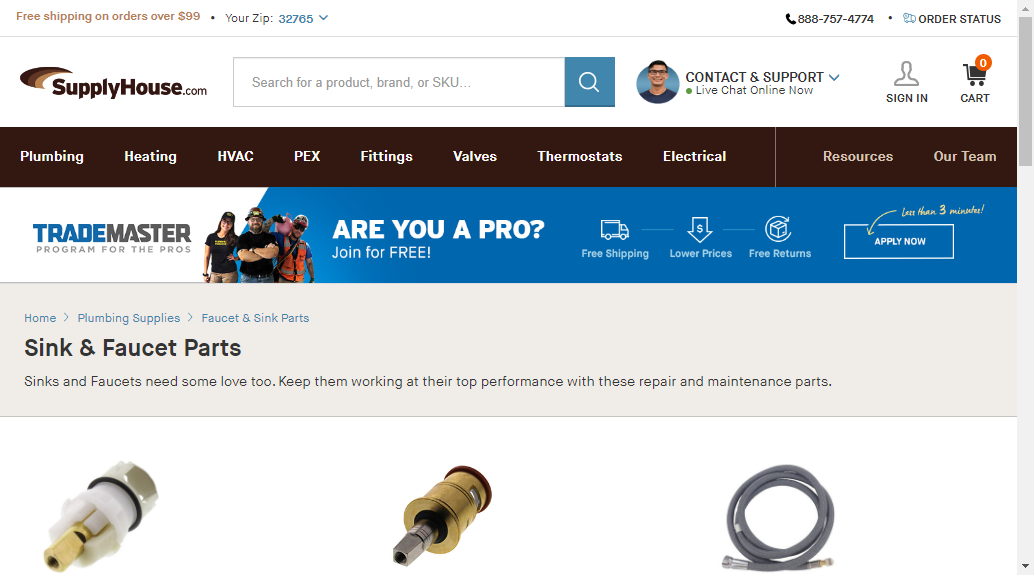 Free shipping on orders over $99 • Your Zip: 32765
888-757-4774 • ORDER STATUS
SupplyHouse.com
Search for a product, brand, or SKU...
CONTACT & SUPPORT
Live Chat Online Now
SIGN IN
0
CART
Plumbing Heating HVAC PEX Fittings Valves Thermostats Electrical Resources Our Team
TRADEMASTER
PROGRAM FOR THE PROS
ARE YOU A PRO?
Join for FREE!
Free Shipping
$
Lower Prices
Free Returns
Less than 3 minutes!
APPLY NOW
Home > Plumbing Supplies > Faucet & Sink Parts
Sink & Faucet Parts
Sinks and Faucets need some love too. Keep them working at their top performance with these repair and maintenance parts.